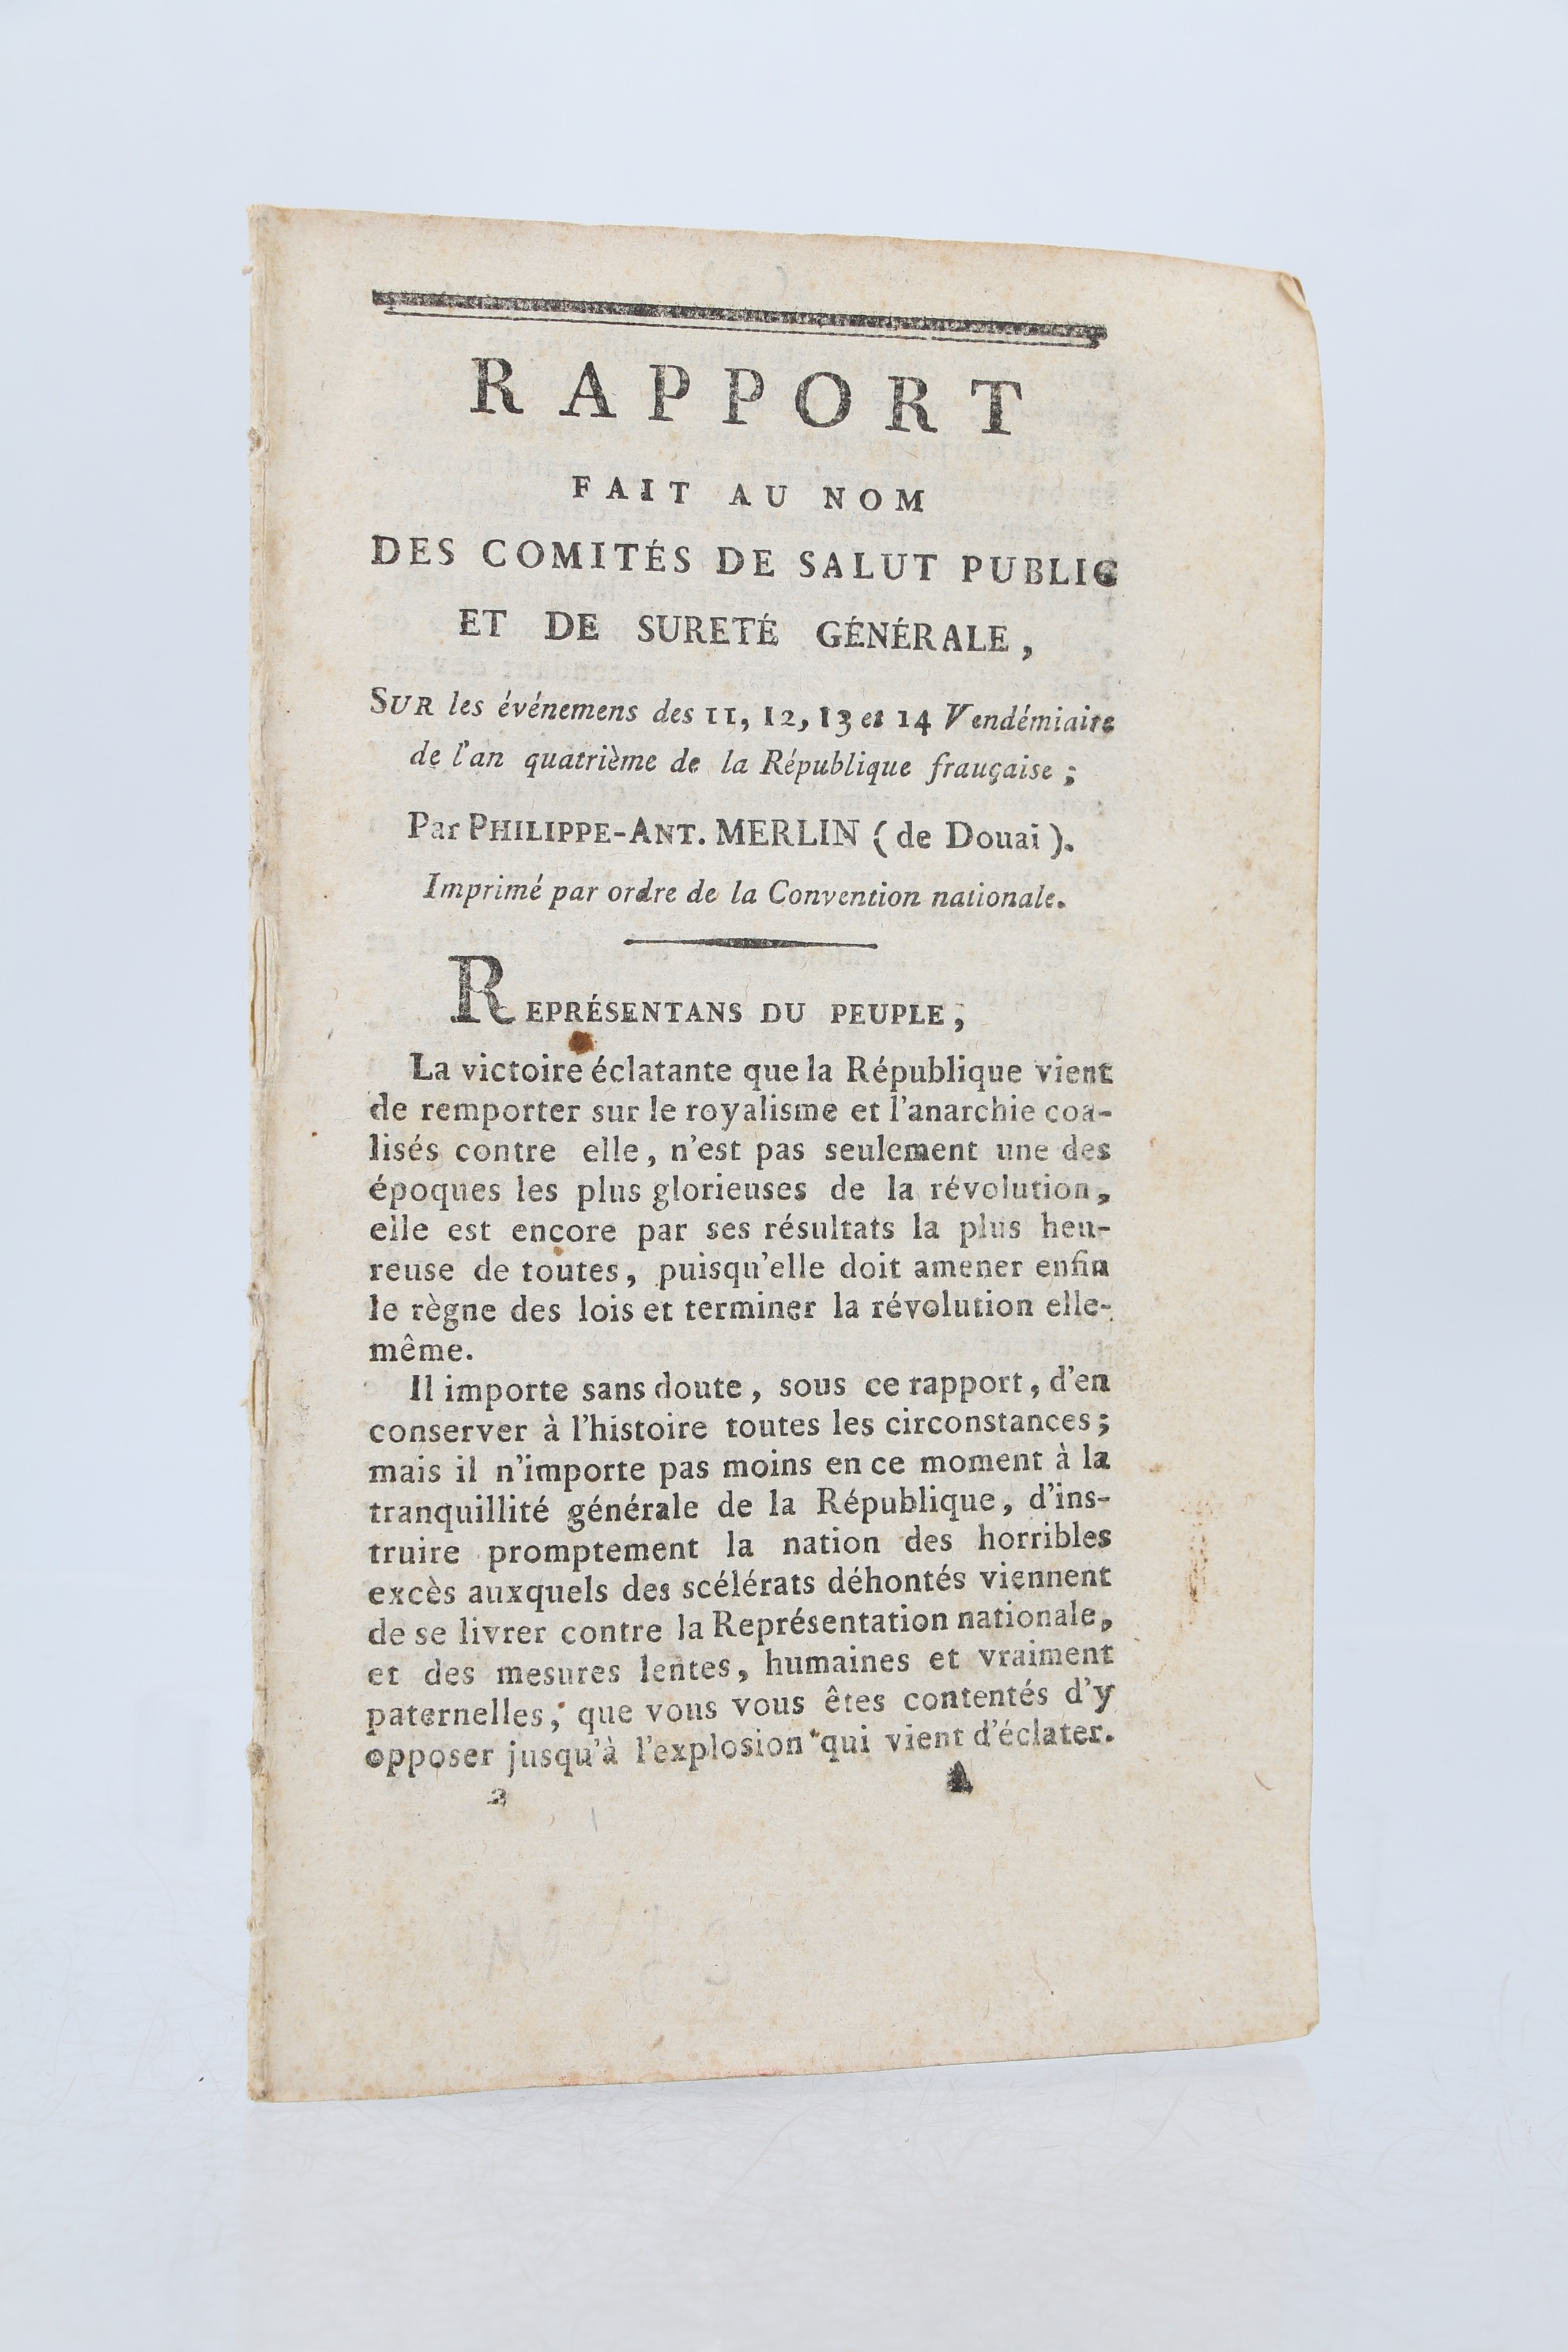 RAPPORT
FAIT AU NOM
DES COMITÉS DE SALUT PUBLIC
ET DE SURETÉ GÉNÉRALE,
SUR les événemens des 11, 12, 13 et 14 Vendémiaire
de l'an quatrième de la République frauçaise;
Par PHILIPPE-ANT. MERLIN (de Douai).
Imprimé par ordre de la Convention nationale.
REPRÉSENTANS DU PEUPLE,
La victoire éclatante que la République vient
de remporter sur le royalisme et l'anarchie coa-
lisés contre elle, n'est pas seulement une des
époques les plus glorieuses de la révolution,
elle est encore par ses résultats la plus heu-
reuse de toutes, puisqu'elle doit amener enfin
le règne des lois et terminer la révolution elle-
même.
Il importe sans doute, sous ce rapport, d'en
conserver à l'histoire toutes les circonstances;
mais il n'importe pas moins en ce moment à la
tranquillité générale de la République, d'ins-
truire promptement la nation des horribles
excès auxquels des scélérats déhontés viennent
de se livrer contre la Représentation nationale,
et des mesures lentes, humaines et vraiment
paternelles, que vous vous êtes contentés d'y
opposer jusqu'à l'explosion qui vient d'éclater.
2 A